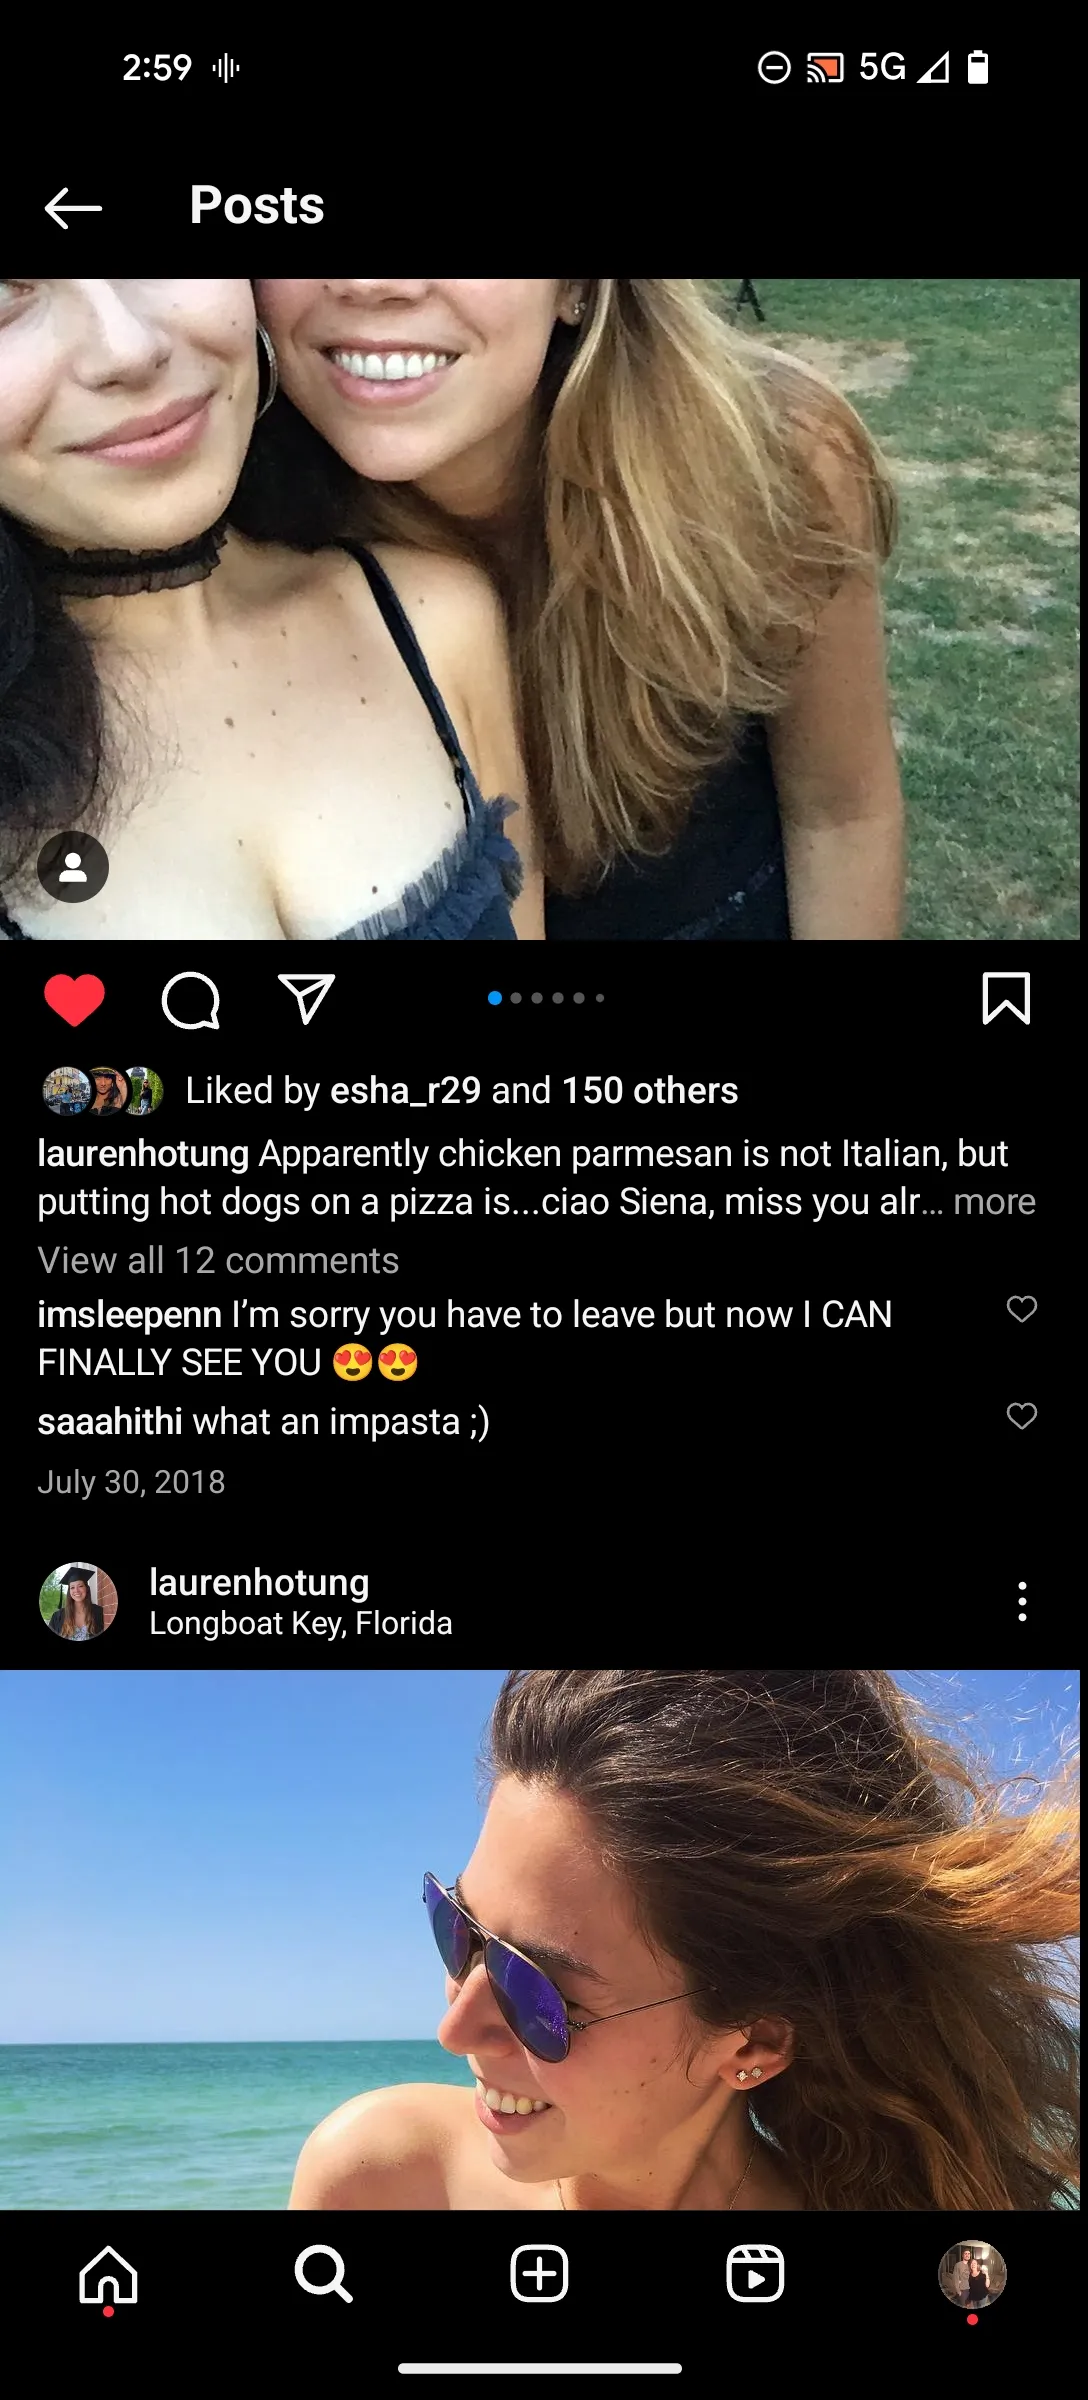 2:59
5G
Posts
Liked by esha_r29 and 150 others
laurenhotung Apparently chicken parmesan is not Italian, but
putting hot dogs on a pizza is...ciao Siena, miss you alr... more
View all 12 comments
imsleepenn I’m sorry you have to leave but now I CAN
FINALLY SEE YOU 😍😍
saaahithi what an impasta ;)
July 30, 2018
laurenhotung
Longboat Key, Florida